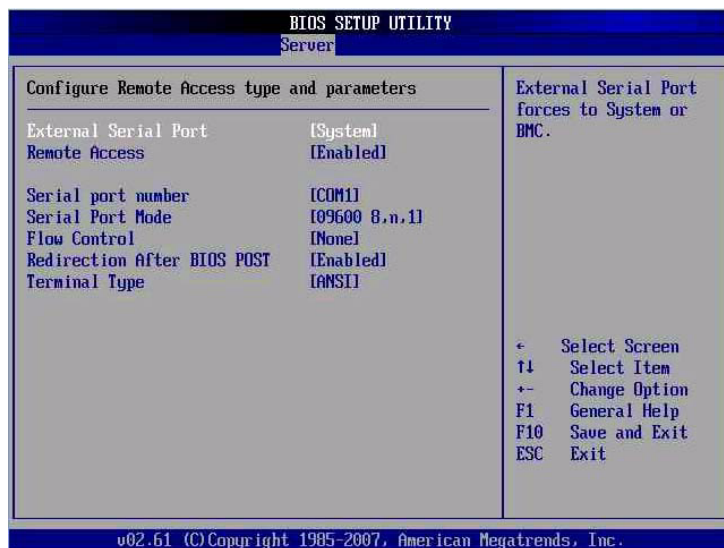 BIOS SETUP UTILITY
Server
Configure Remote Access type and parameters
External Serial Port [System]
Remote Access [Enabled]
Serial port number [COM1]
Serial Port Mode [09600 8,n,1]
Flow Control [None]
Redirection After BIOS POST [Enabled]
Terminal Type [ANSI]
External Serial Port
forces to System or
BMC.
← Select Screen
↑↓ Select Item
+- Change Option
F1 General Help
F10 Save and Exit
ESC Exit
v02.61 (C)Copyright 1985-2007, American Megatrends, Inc.